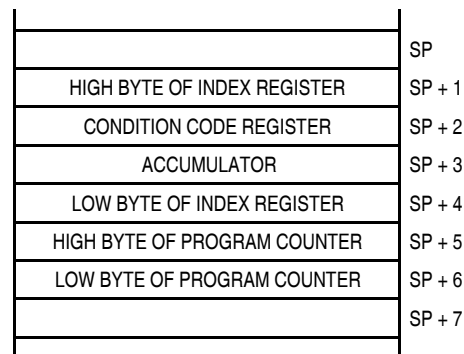 SP
HIGH BYTE OF INDEX REGISTER SP + 1
CONDITION CODE REGISTER SP + 2
ACCUMULATOR SP + 3
LOW BYTE OF INDEX REGISTER SP + 4
HIGH BYTE OF PROGRAM COUNTER SP + 5
LOW BYTE OF PROGRAM COUNTER SP + 6
SP + 7